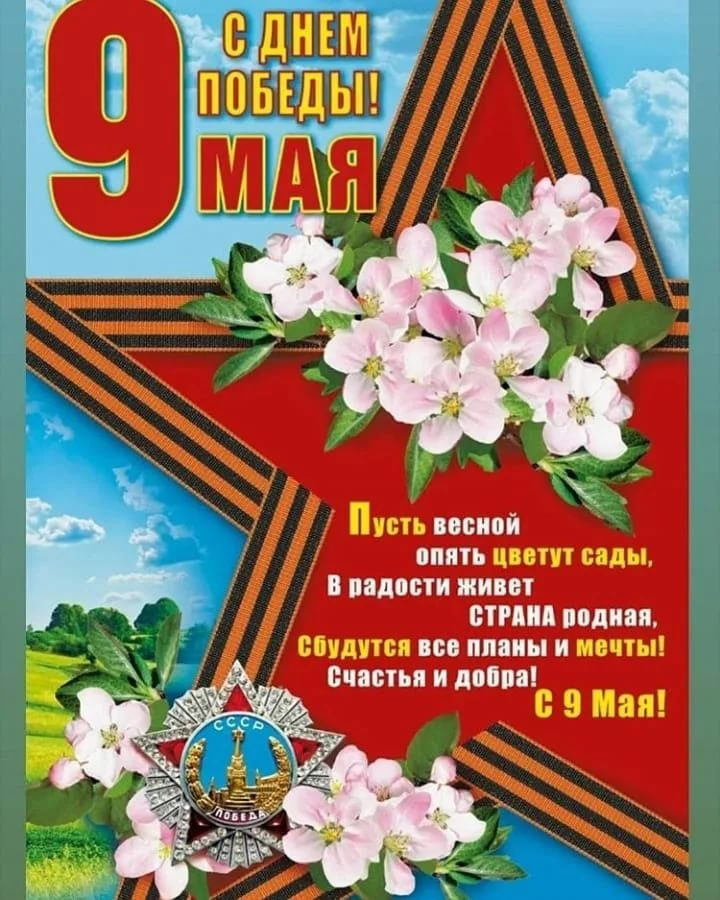 9
С ДНЕМ
ПОБЕДЫ!
МАЯ
Пусть весной
опять цветут сады,
В радости живет
СТРАНА родная,
Сбудутся все планы и мечты!
Счастья и добра!
С 9 Мая!
СССР
ПОБЕДА